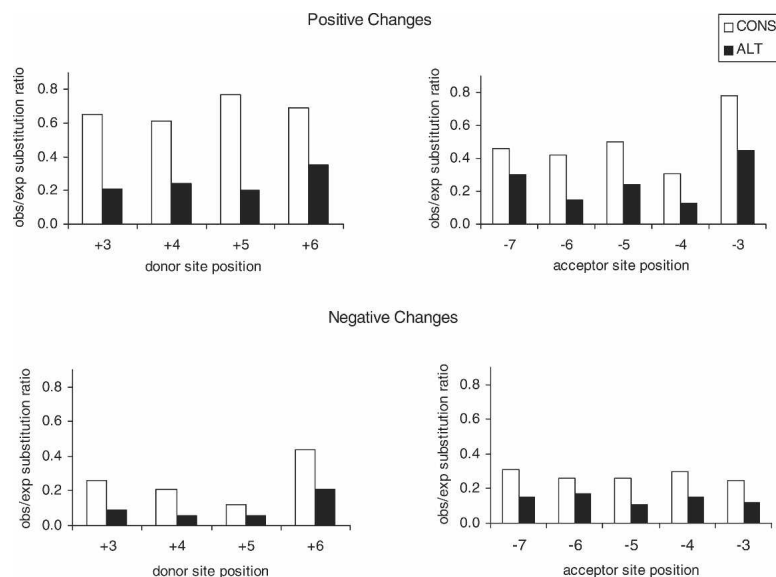 Positive Changes
CONS
ALT
obs/exp substitution ratio
0.8
0.6
0.4
0.2
0.0
+3 +4 +5 +6
donor site position
obs/exp substitution ratio
0.8
0.6
0.4
0.2
0.0
-7 -6 -5 -4 -3
acceptor site position
Negative Changes
obs/exp substitution ratio
0.8
0.6
0.4
0.2
0.0
+3 +4 +5 +6
donor site position
obs/exp substitution ratio
0.8
0.6
0.4
0.2
0.0
-7 -6 -5 -4 -3
acceptor site position